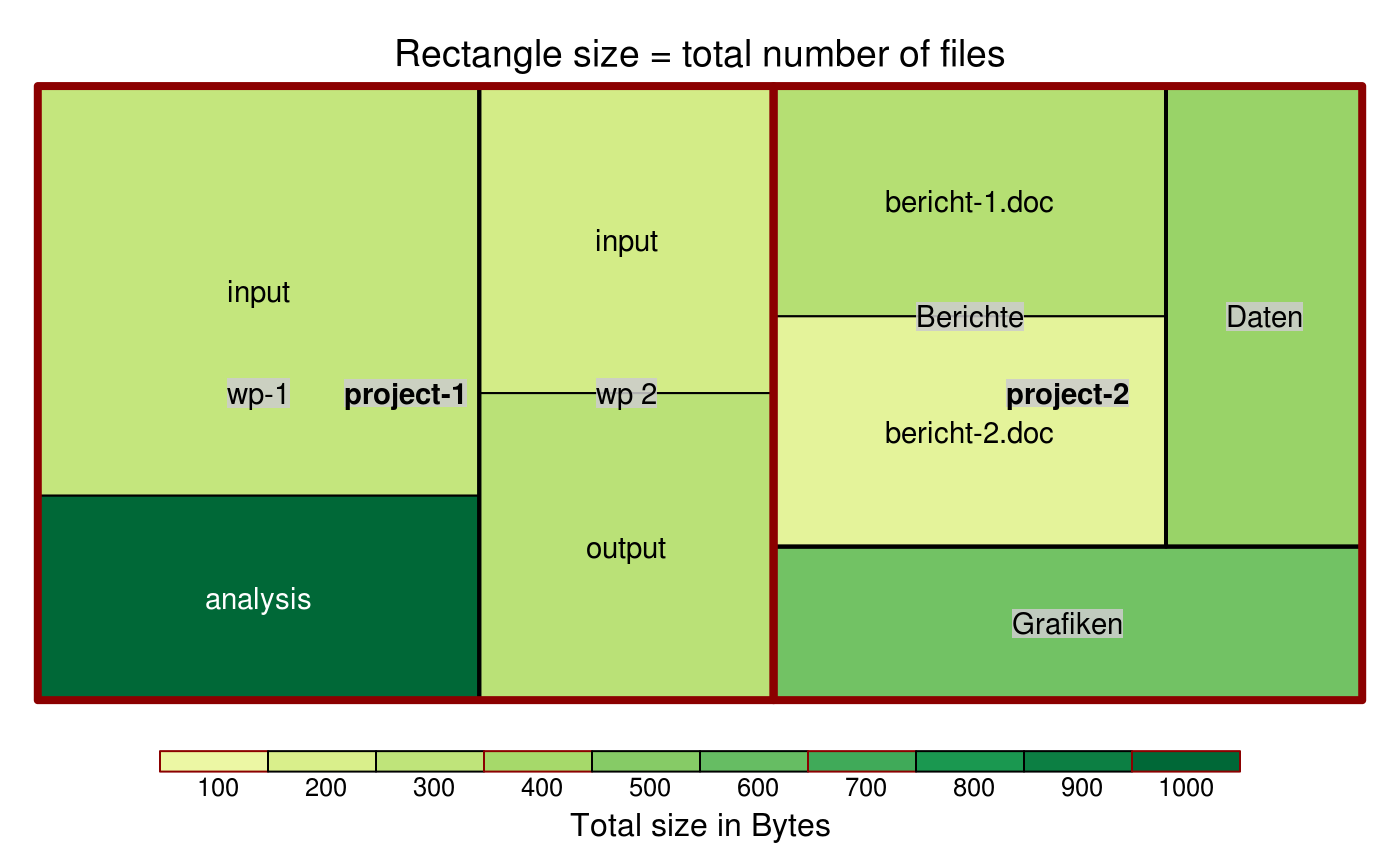 Rectangle size = total number of files
input
wp-1
project-1
analysis
input
wp 2
output
bericht-1.doc
Berichte
project-2
bericht-2.doc
Daten
Grafiken
100 200 300 400 500 600 700 800 900 1000
Total size in Bytes